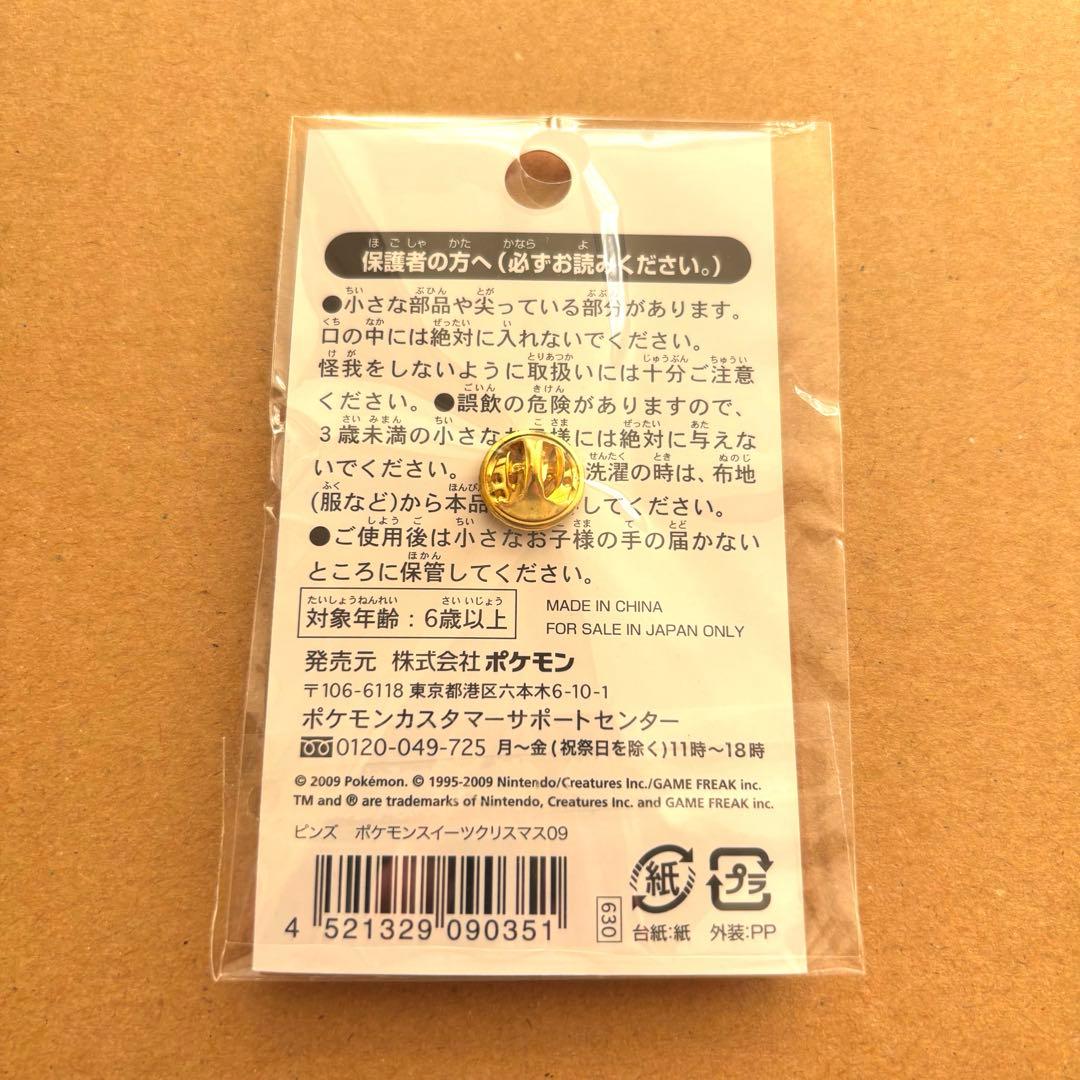 保護者の方へ(必ずお読みください。)
●小さな部品や尖っている部分があります。
口の中には絶対に入れないでください。
怪我をしないように取扱いには十分ご注意
ください。●誤飲の危険がありますので、
3歳未満の小さなお子様には絶対に与えな
いでください。 洗濯の時は、布地
(服など)から本品 してください。
●ご使用後は小さなお子様の手の届かない
ところに保管してください。
対象年齢:6歳以上
MADE IN CHINA
FOR SALE IN JAPAN ONLY
発売元 株式会社ポケモン
〒106-6118 東京都港区六本木6-10-1
ポケモンカスタマーサポートセンター
0120-049-725 月～金(祝祭日を除く)11時～18時
© 2009 Pokémon. © 1995-2009 Nintendo/Creatures Inc./GAME FREAK inc.
TM and ® are trademarks of Nintendo, Creatures Inc. and GAME FREAK inc.
ピンズ ポケモンスイーツクリスマス09
4 521329 090351
630
紙
プラ
台紙:紙 外装:PP